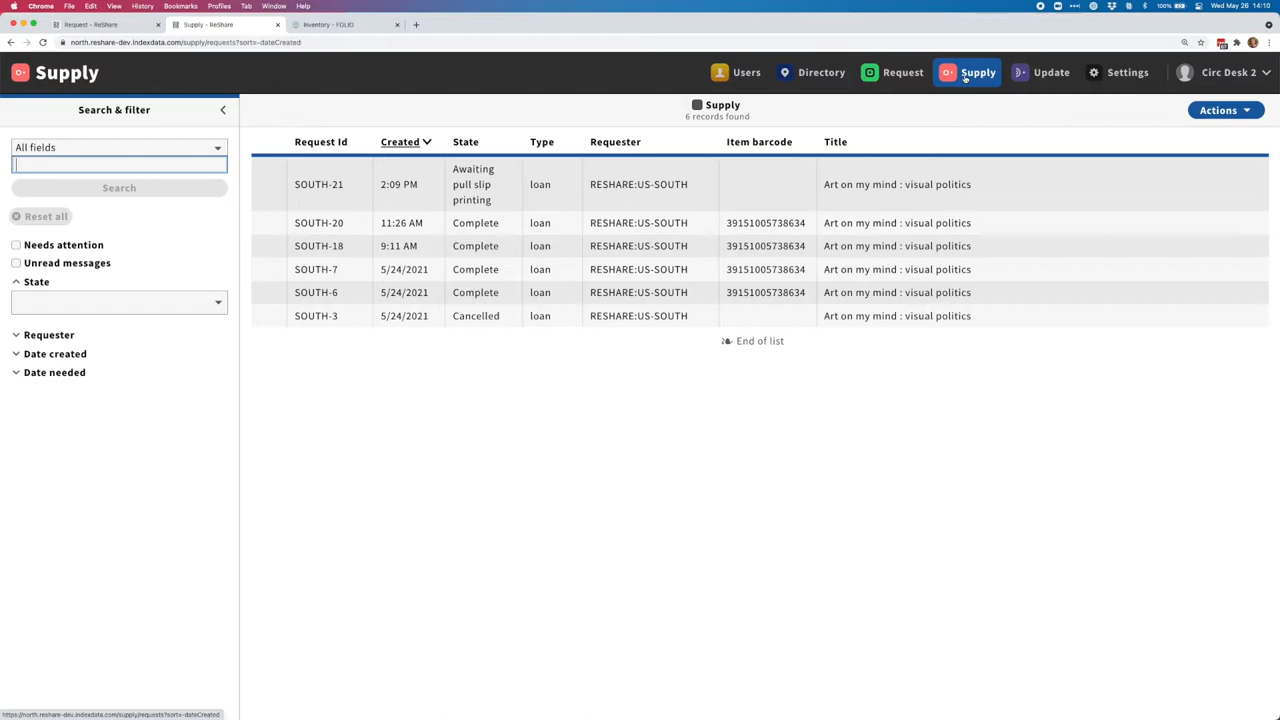 Chrome File Edit View History Bookmarks Profiles Tab Window Help 100% Wed May 26 14:10
Request - ReShare × Supply - ReShare × Inventory - FOLIO × +
north.reshare-dev.indexdata.com/supply/requests?sort=-dateCreated
Supply Users Directory Request Supply Update Settings Circ Desk 2
Search & filter
Supply
6 records found
Actions
All fields
Search
Reset all
Needs attention
Unread messages
State
Requester
Date created
Date needed
Request Id Created State Type Requester Item barcode Title
SOUTH-21 2:09 PM Awaiting pull slip printing loan RESHARE:US-SOUTH Art on my mind : visual politics
SOUTH-20 11:26 AM Complete loan RESHARE:US-SOUTH 39151005738634 Art on my mind : visual politics
SOUTH-18 9:11 AM Complete loan RESHARE:US-SOUTH 39151005738634 Art on my mind : visual politics
SOUTH-7 5/24/2021 Complete loan RESHARE:US-SOUTH 39151005738634 Art on my mind : visual politics
SOUTH-6 5/24/2021 Complete loan RESHARE:US-SOUTH 39151005738634 Art on my mind : visual politics
SOUTH-3 5/24/2021 Cancelled loan RESHARE:US-SOUTH Art on my mind : visual politics
End of list
https://north.reshare-dev.indexdata.com/supply/requests?sort=-dateCreated